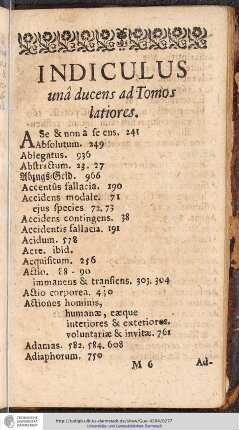 INDICULUS
unâ ducens ad Tomos
latiores.
A Se & non à se ens. 241
Absolutum. 249
Ablegatus. 936
Abstractum. 23. 27
Abzugs-Geld. 966
Accentûs fallacia. 190
Accidens modale. 71
ejus species. 72, 73
Accidens contingens. 38
Accidentis fallacia. 191
Acidum. 578
Acre. ibid.
Acquisitum. 256
Actio. 88 - 90
immanens & transiens. 303, 304
Actio corporea. 430
Actiones hominis,
humanæ, eæque
interiores & exteriores,
voluntariæ & invitæ. 761
Adamas. 582, 584, 608
Adiaphorum. 750
M 6 Ad-